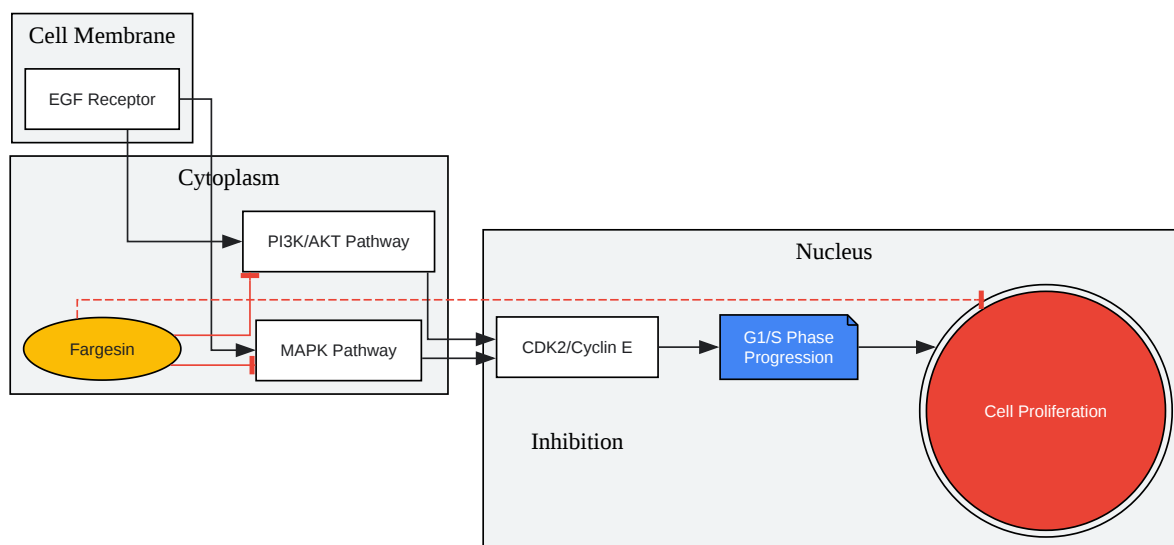 Cell Membrane
EGF Receptor
Cytoplasm
PI3K/AKT Pathway
Fargesin
MAPK Pathway
Nucleus
CDK2/Cyclin E
G1/S Phase
Progression
Cell Proliferation
Inhibition